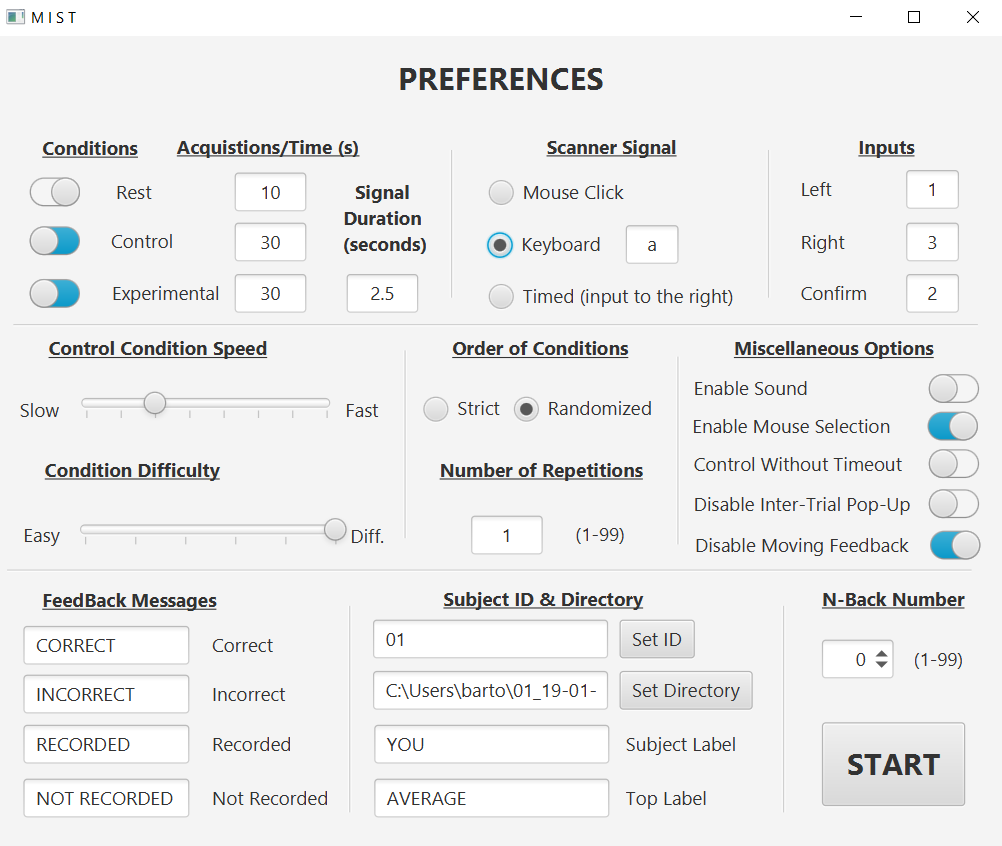 MIST
PREFERENCES
Conditions
Acquistions/Time (s)
Rest
10
Control
30
Experimental
30
Signal
Duration
(seconds)
2.5
Scanner Signal
Mouse Click
Keyboard
a
Timed (input to the right)
Inputs
Left
1
Right
3
Confirm
2
Control Condition Speed
Slow
Fast
Condition Difficulty
Easy
Diff.
Order of Conditions
Strict
Randomized
Number of Repetitions
1
(1-99)
Miscellaneous Options
Enable Sound
Enable Mouse Selection
Control Without Timeout
Disable Inter-Trial Pop-Up
Disable Moving Feedback
FeedBack Messages
CORRECT
Correct
INCORRECT
Incorrect
RECORDED
Recorded
NOT RECORDED
Not Recorded
Subject ID & Directory
01
Set ID
C:\Users\barto\01_19-01-
Set Directory
YOU
Subject Label
AVERAGE
Top Label
N-Back Number
0
(1-99)
START